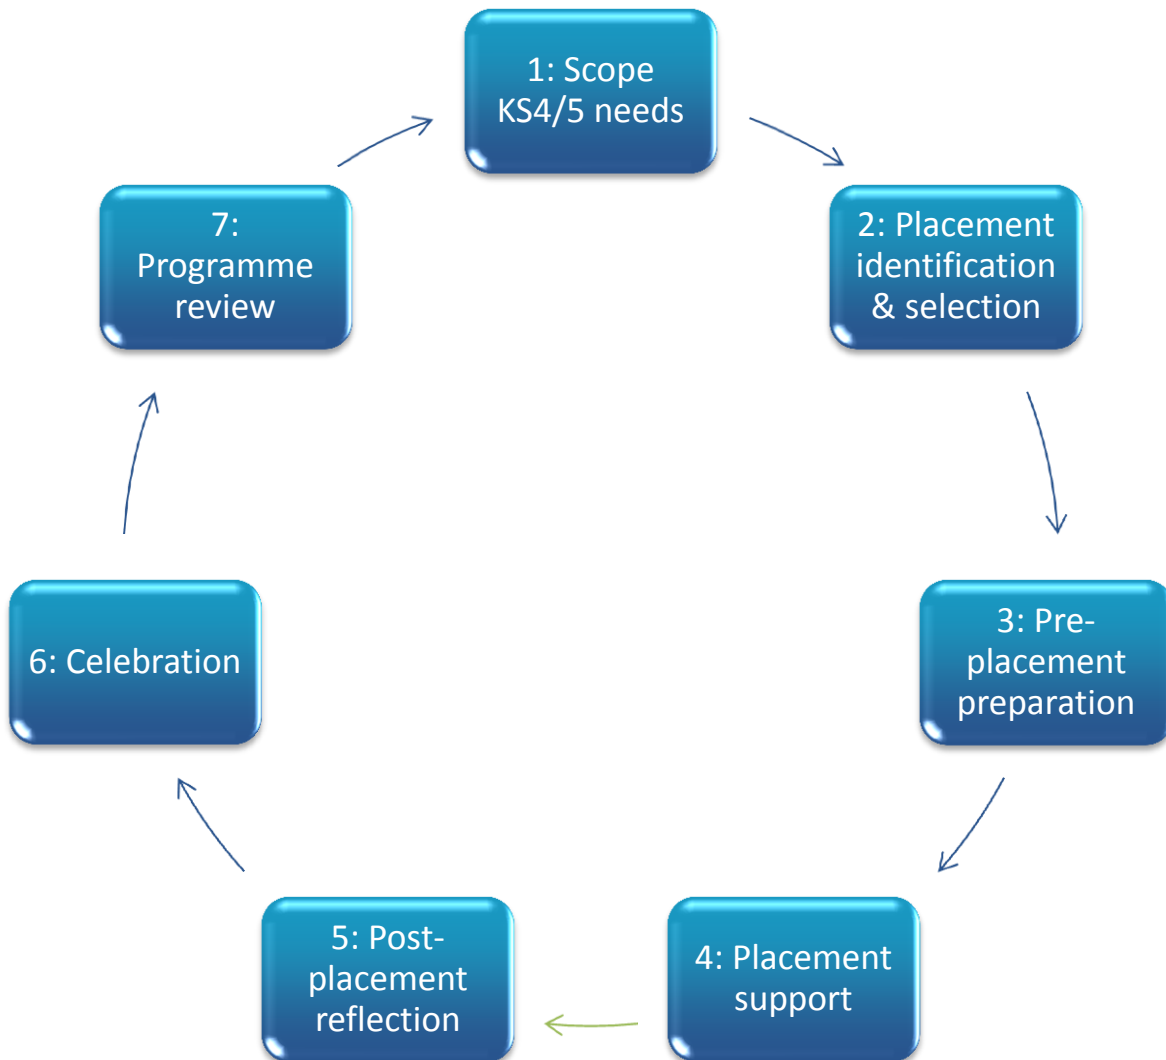 1: Scope
KS4/5 needs
2: Placement
identification
& selection
3: Pre-
placement
preparation
4: Placement
support
5: Post-
placement
reflection
6: Celebration
7:
Programme
review